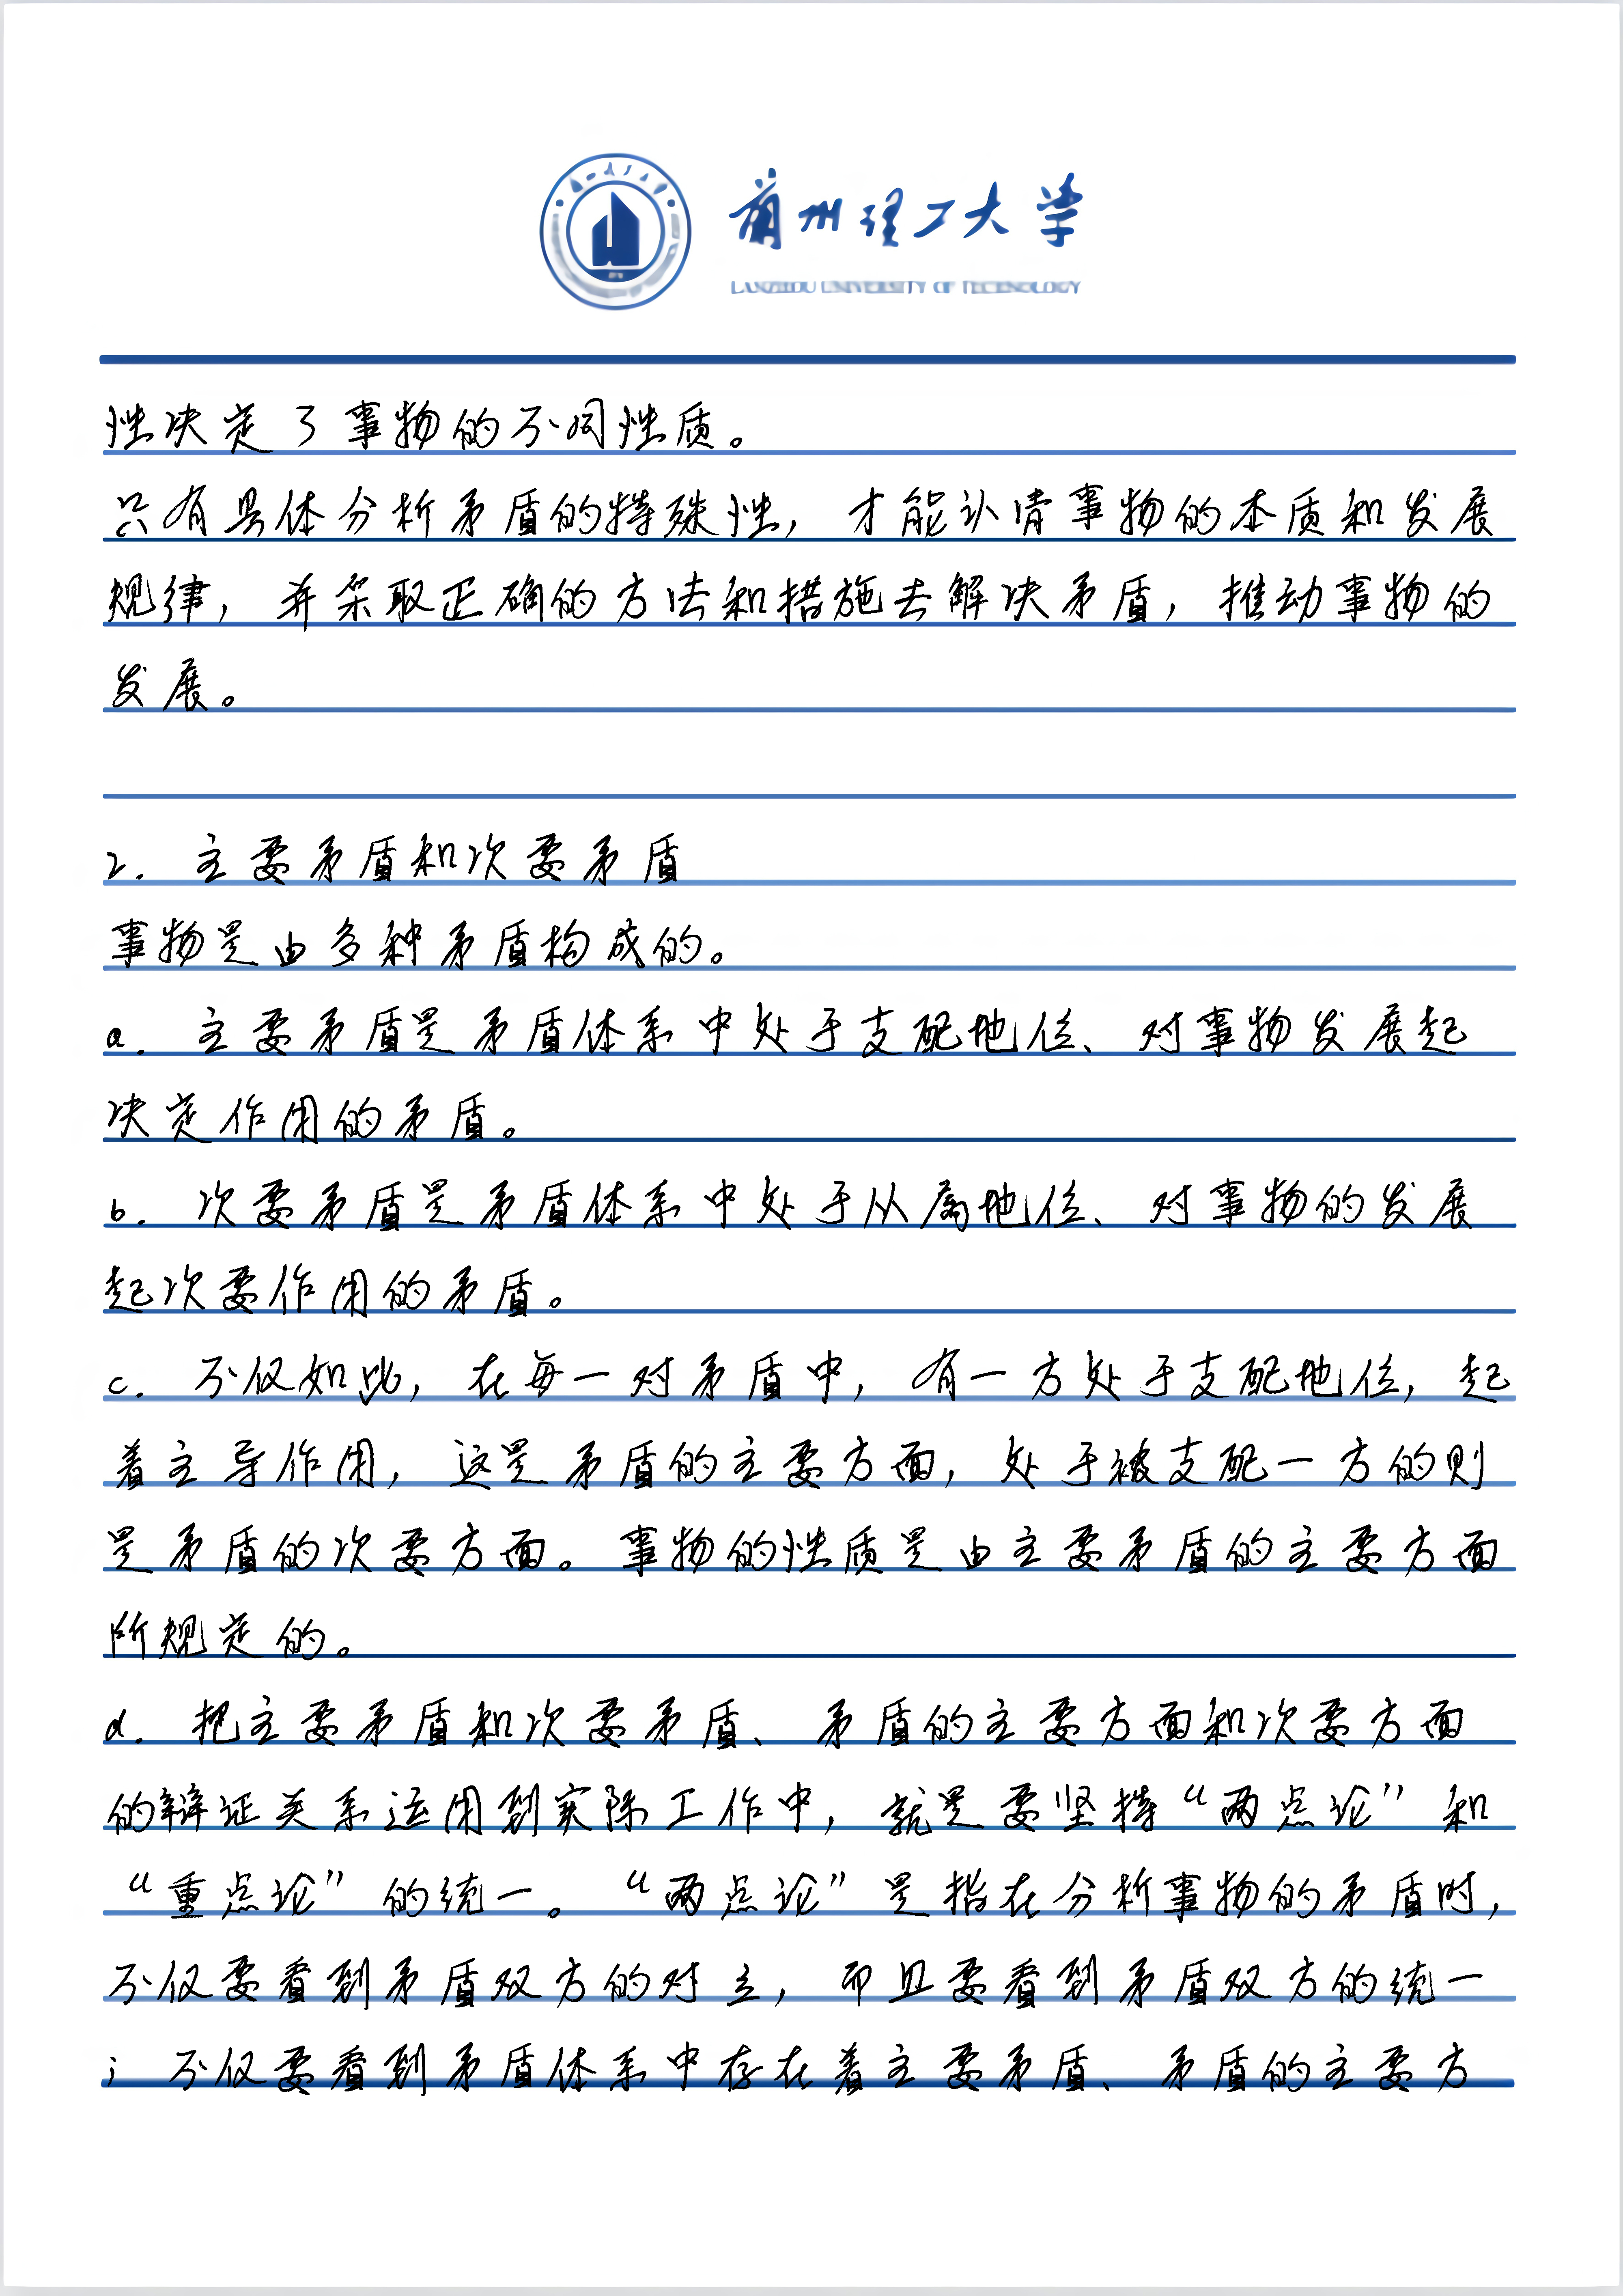 兰州理工大学
LANZHOU UNIVERSITY OF TECHNOLOGY
性决定了事物的不同性质。
只有具体分析矛盾的特殊性，才能认清事物的本质和发展
规律，并采取正确的方法和措施去解决矛盾，推动事物的
发展。
2. 主要矛盾和次要矛盾
事物是由多种矛盾构成的。
a. 主要矛盾是矛盾体系中处于支配地位、对事物发展起
决定作用的矛盾。
b. 次要矛盾是矛盾体系中处于从属地位、对事物的发展
起次要作用的矛盾。
c. 不仅如此，在每一对矛盾中，有一方处于支配地位，起
着主导作用，这是矛盾的主要方面，处于被支配一方的则
是矛盾的次要方面。事物的性质是由主要矛盾的主要方面
所规定的。
d. 把主要矛盾和次要矛盾、矛盾的主要方面和次要方面
的辩证关系运用到实际工作中，就是要坚持“两点论”和
“重点论”的统一。“两点论”是指在分析事物的矛盾时，
不仅要看到矛盾双方的对立，而且要看到矛盾双方的统一
；不仅要看到矛盾体系中存在着主要矛盾、矛盾的主要方